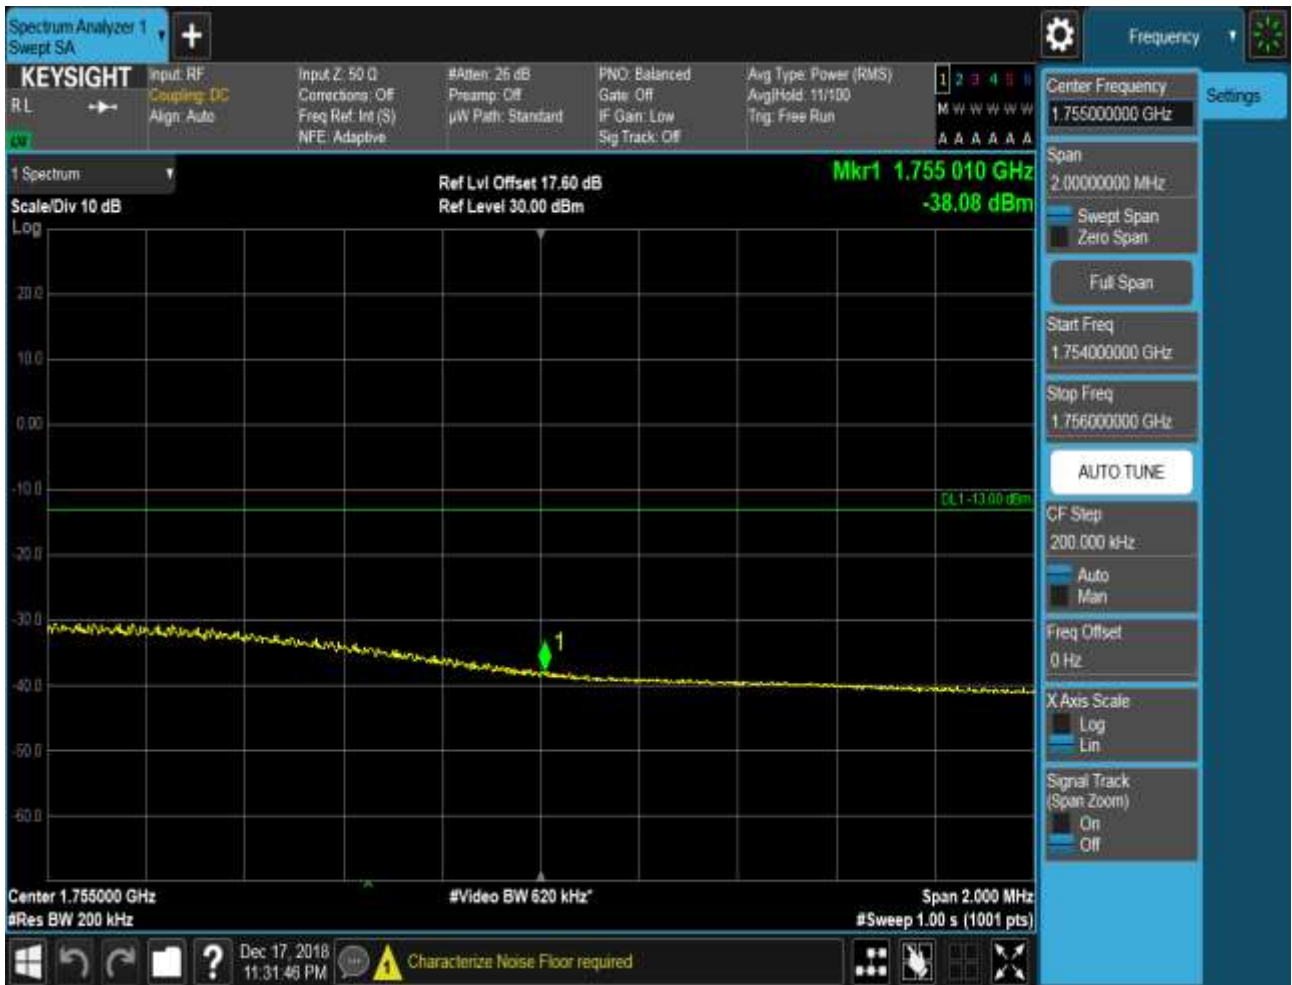 Spectrum Analyzer 1
Swept SA
Frequency
KEYSIGHT
RL
Input: RF
Coupling: DC
Align: Auto
Input Z: 50 Ω
Corrections: Off
Freq Ref: Int (S)
NFE: Adaptive
#Atten: 26 dB
Preamp: Off
µW Path: Standard
PNO: Balanced
Gate: Off
IF Gain: Low
Sig Track: Off
Avg Type: Power (RMS)
Avg|Hold: 11/100
Trig: Free Run
1 2 3 4 5 6
M W W W W W
A A A A A A
1 Spectrum
Scale/Div 10 dB
Log
Ref Lvl Offset 17.60 dB
Ref Level 30.00 dBm
Mkr1 1.755 010 GHz
-38.08 dBm
20.0
10.0
0.00
-10.0
-20.0
-30.0
-40.0
-50.0
-60.0
DL1 -13.00 dBm
1
Center 1.755000 GHz
#Res BW 200 kHz
#Video BW 620 kHz*
Span 2.000 MHz
#Sweep 1.00 s (1001 pts)
Center Frequency
1.755000000 GHz
Settings
Span
2.00000000 MHz
Swept Span
Zero Span
Full Span
Start Freq
1.754000000 GHz
Stop Freq
1.756000000 GHz
AUTO TUNE
CF Step
200.000 kHz
Auto
Man
Freq Offset
0 Hz
X Axis Scale
Log
Lin
Signal Track
(Span Zoom)
On
Off
Dec 17, 2018
11:31:46 PM
Characterize Noise Floor required